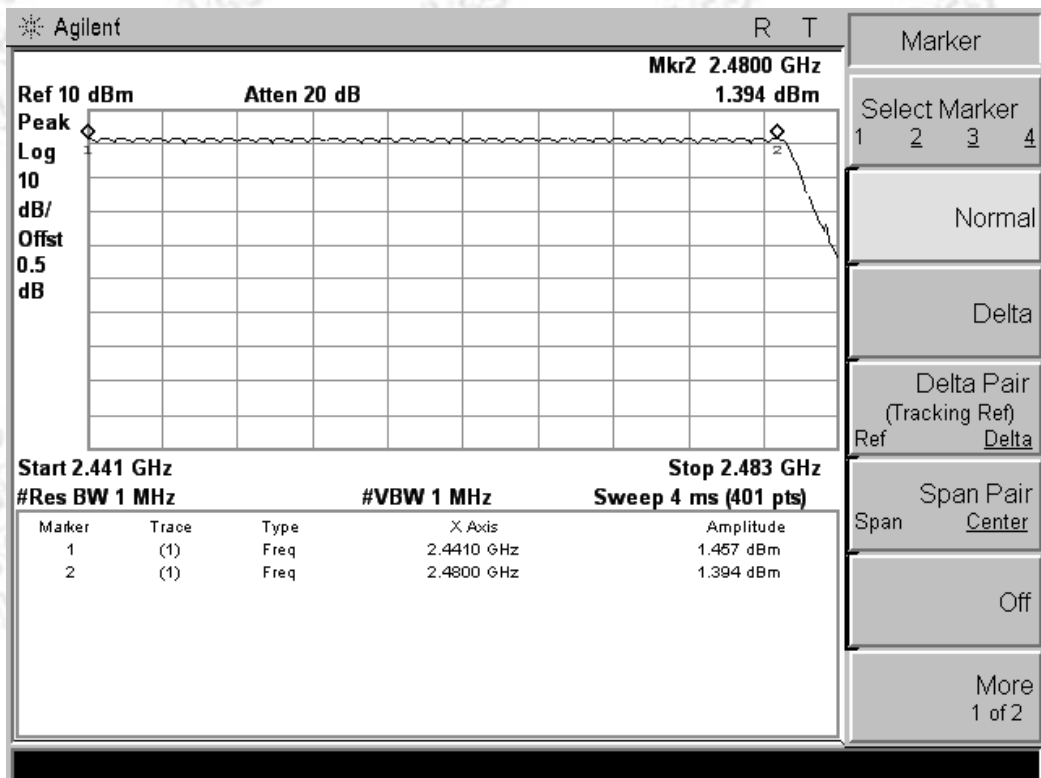 Agilent R T
Mkr2 2.4800 GHz
Ref 10 dBm Atten 20 dB 1.394 dBm
Peak
Log
10
dB/
Offst
0.5
dB
1
2
Start 2.441 GHz Stop 2.483 GHz
#Res BW 1 MHz #VBW 1 MHz Sweep 4 ms (401 pts)
Marker Trace Type X Axis Amplitude
1 (1) Freq 2.4410 GHz 1.457 dBm
2 (1) Freq 2.4800 GHz 1.394 dBm
Marker
Select Marker
1 2 3 4
Normal
Delta
Delta Pair
(Tracking Ref)
Ref Delta
Span Pair
Span Center
Off
More
1 of 2